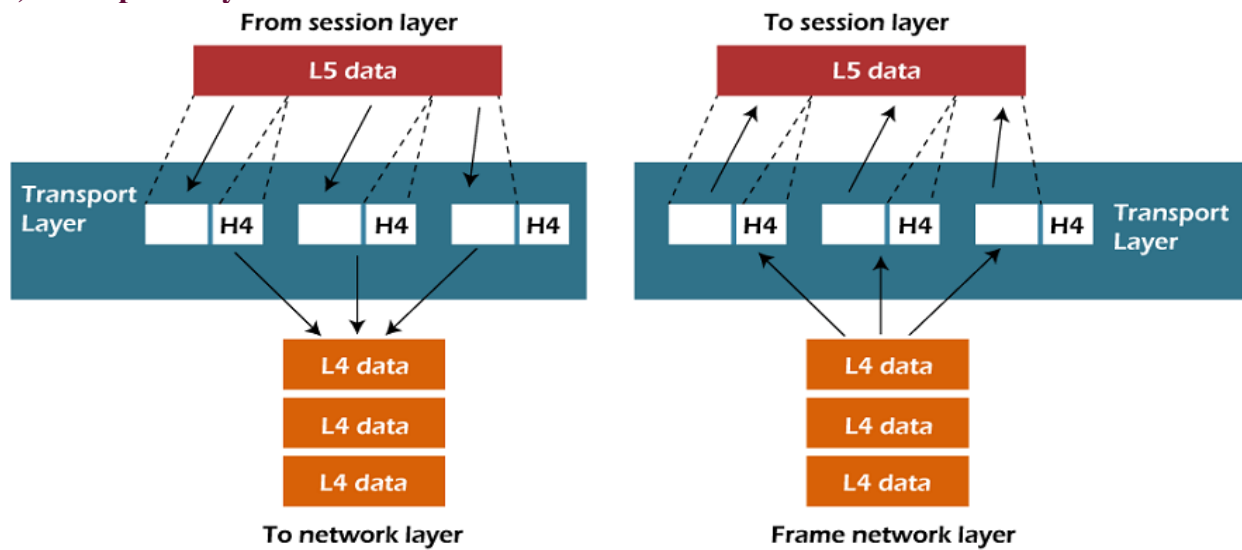 From session layer
To session layer
L5 data
L5 data
Transport
Layer
H4
H4
H4
H4
H4
H4
Transport
Layer
L4 data
L4 data
L4 data
L4 data
L4 data
L4 data
To network layer
Frame network layer